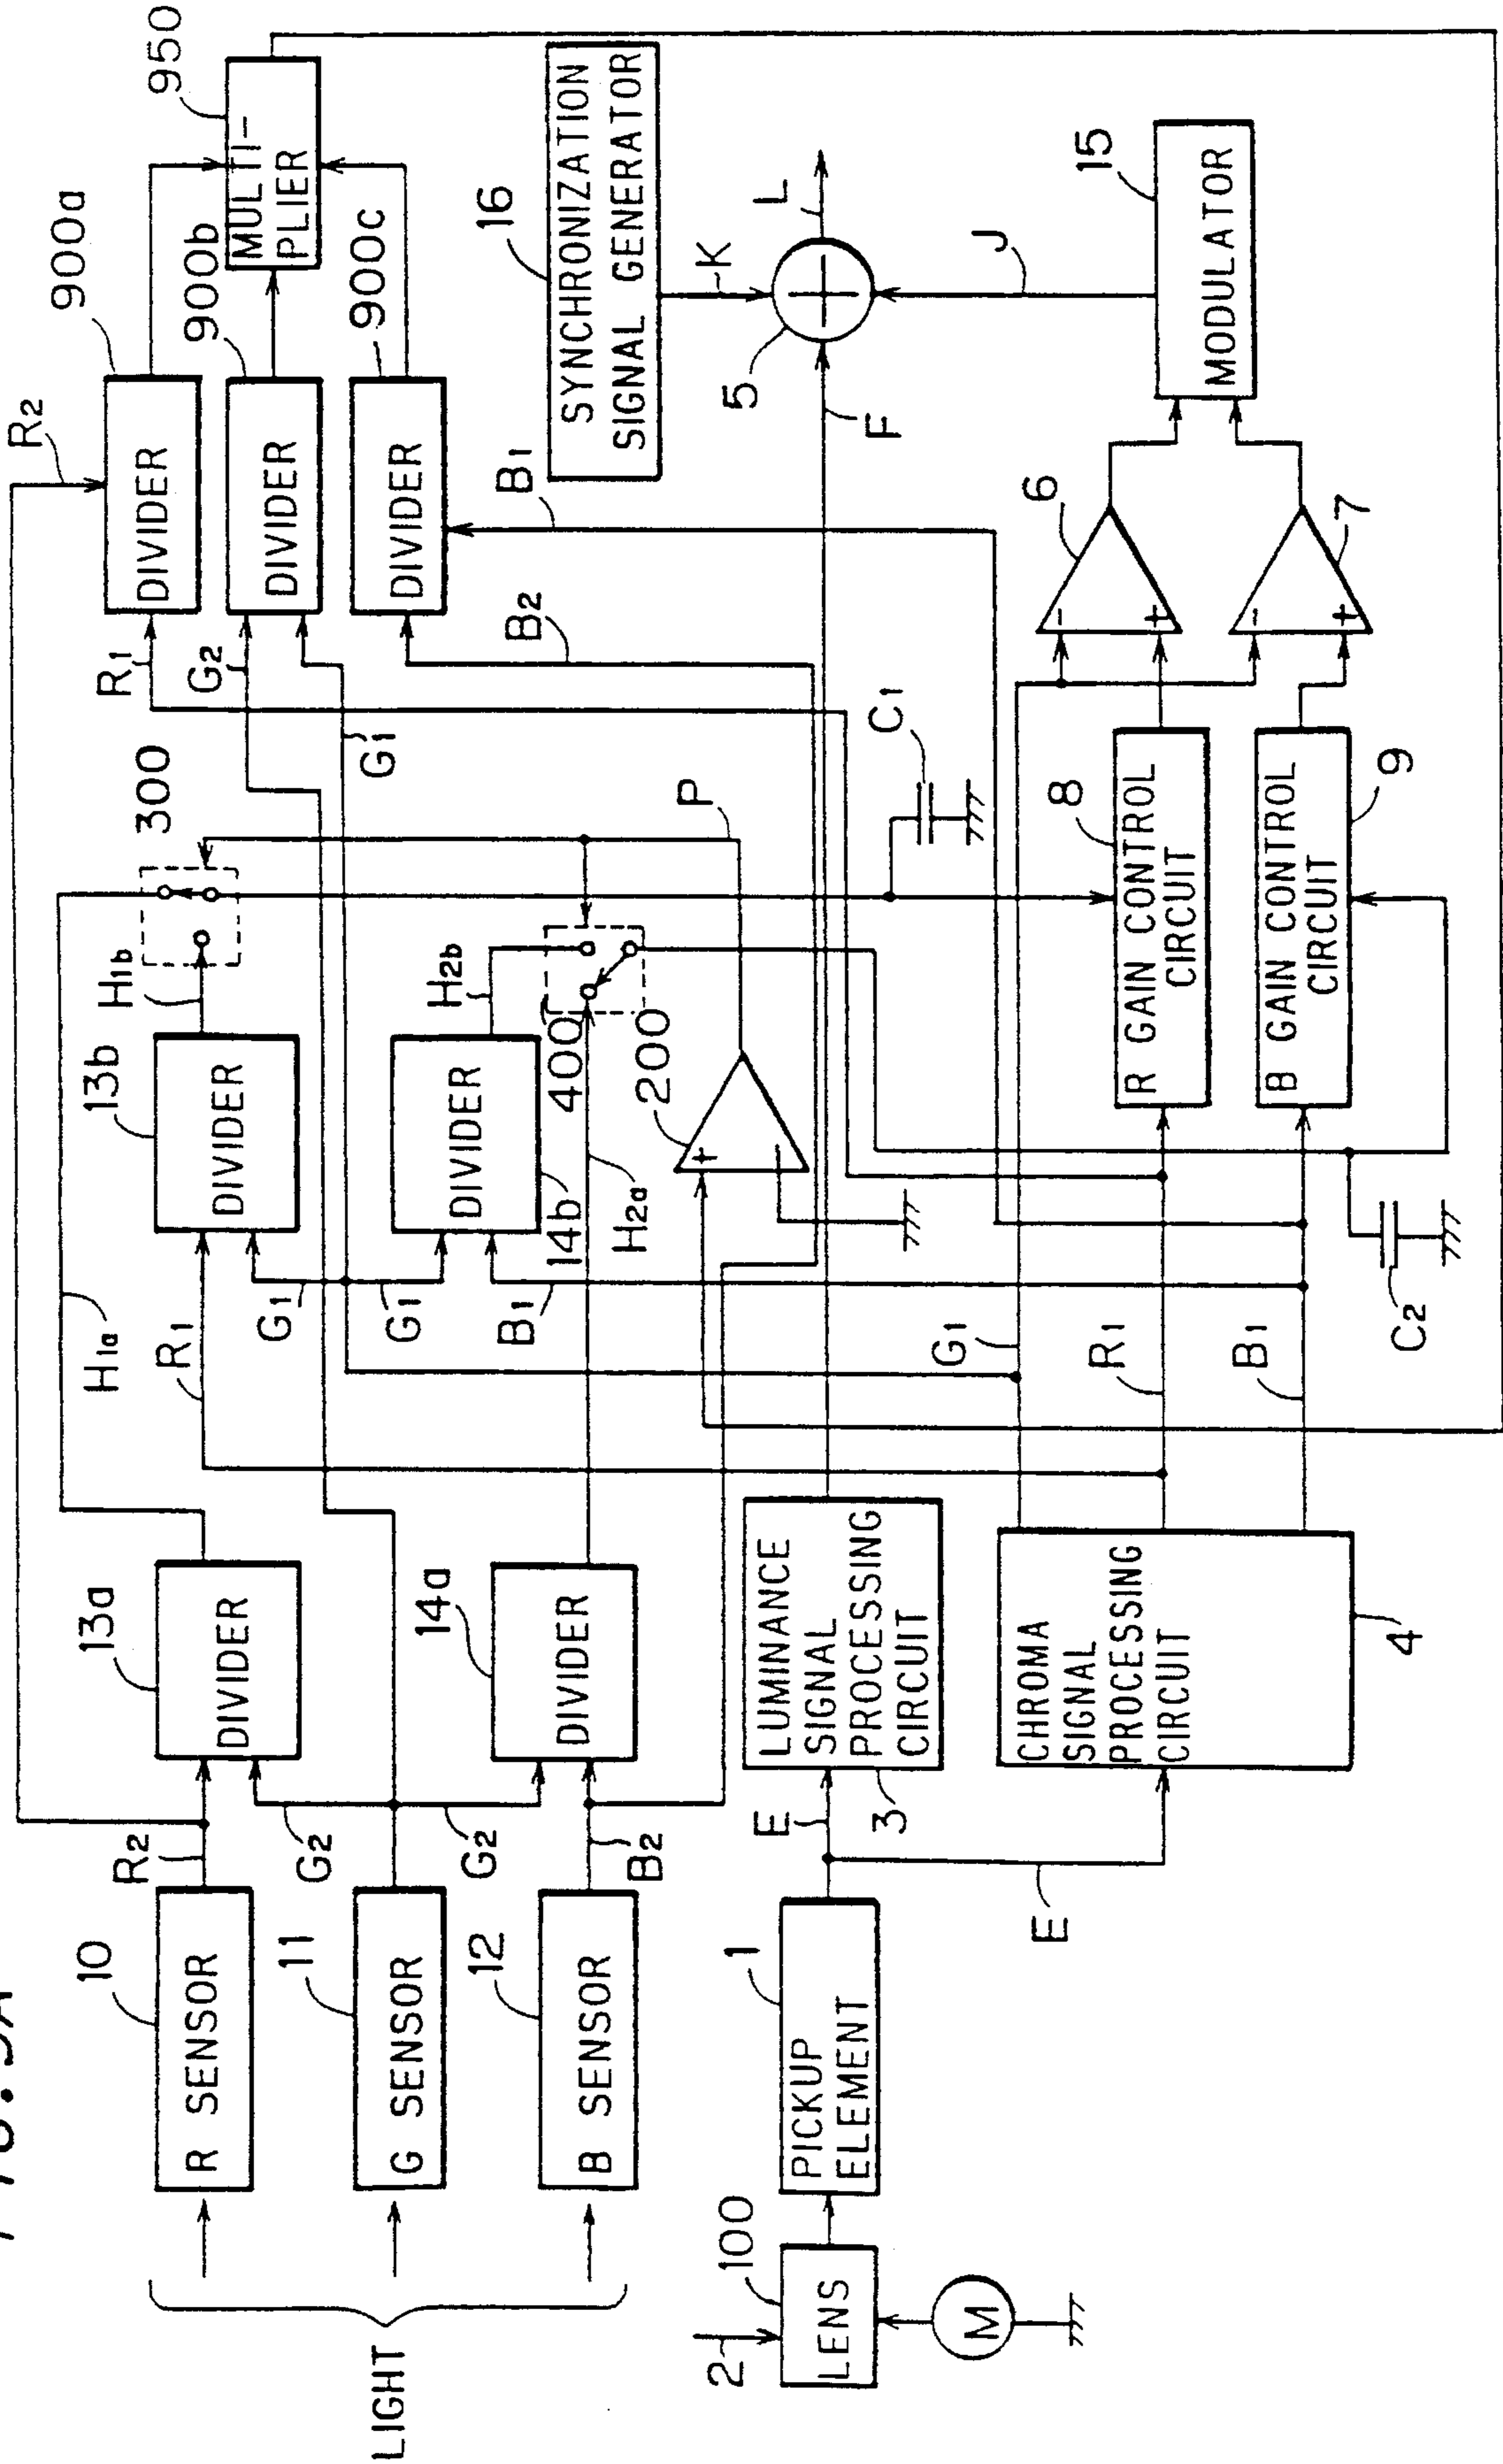 R2
900a
950
DIVIDER
MULTI-
PLIER
R1
900b
DIVIDER
G2
900c
DIVIDER
G1
B2
B1
16
SYNCHRONIZATION
SIGNAL GENERATOR
K
L
5
F
J
15
MODULATOR
6
-
+
7
-
+
300
H1b
13b
DIVIDER
H1a
R1
G1
G1
H2b
14b
DIVIDER
400
B1
H2a
200
+
-
P
C1
8
R GAIN CONTROL
CIRCUIT
9
B GAIN CONTROL
CIRCUIT
C2
G1
R1
B1
10
R SENSOR
R2
13a
DIVIDER
11
G SENSOR
G2
G2
12
B SENSOR
B2
14a
DIVIDER
LIGHT
2
100
LENS
M
1
PICKUP
ELEMENT
E
E
3
LUMINANCE
SIGNAL
PROCESSING
CIRCUIT
4
CHROMA
SIGNAL
PROCESSING
CIRCUIT